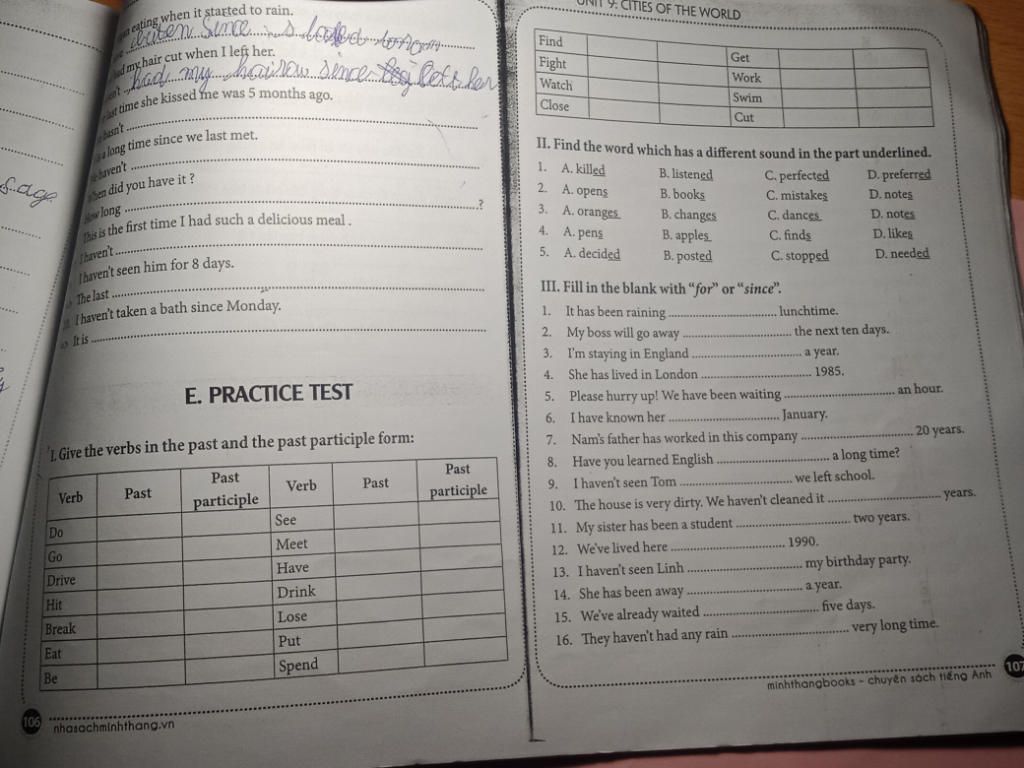 eating when it started to rain.
my hair cut when I left her.
had my since her
last time she kissed me was 5 months ago.
hasn't ..........
a long time since we last met.
haven't ..........
When did you have it ?
How long ..........?
This is the first time I had such a delicious meal .
I haven't ..........
I haven't seen him for 8 days.
The last ..........
I haven't taken a bath since Monday.
It is ..........
E. PRACTICE TEST
I. Give the verbs in the past and the past participle form:
Verb Past Past participle Verb Past Past participle
Do See
Go Meet
Drive Have
Hit Drink
Break Lose
Eat Put
Be Spend
106 nhasachminhthang.vn
UNIT 9: CITIES OF THE WORLD
Find Get
Fight Work
Watch Swim
Close Cut
II. Find the word which has a different sound in the part underlined.
1. A. killed B. listened C. perfected D. preferred
2. A. opens B. books C. mistakes D. notes
3. A. oranges B. changes C. dances D. notes
4. A. pens B. apples C. finds D. likes
5. A. decided B. posted C. stopped D. needed
III. Fill in the blank with “for” or “since”.
1. It has been raining .......... lunchtime.
2. My boss will go away .......... the next ten days.
3. I'm staying in England .......... a year.
4. She has lived in London .......... 1985.
5. Please hurry up! We have been waiting .......... an hour.
6. I have known her .......... January.
7. Nam's father has worked in this company .......... 20 years.
8. Have you learned English .......... a long time?
9. I haven't seen Tom .......... we left school.
10. The house is very dirty. We haven't cleaned it .......... years.
11. My sister has been a student .......... two years.
12. We've lived here .......... 1990.
13. I haven't seen Linh .......... my birthday party.
14. She has been away .......... a year.
15. We've already waited .......... five days.
16. They haven't had any rain .......... very long time.
minhthangbooks - chuyên sách tiếng Anh 107